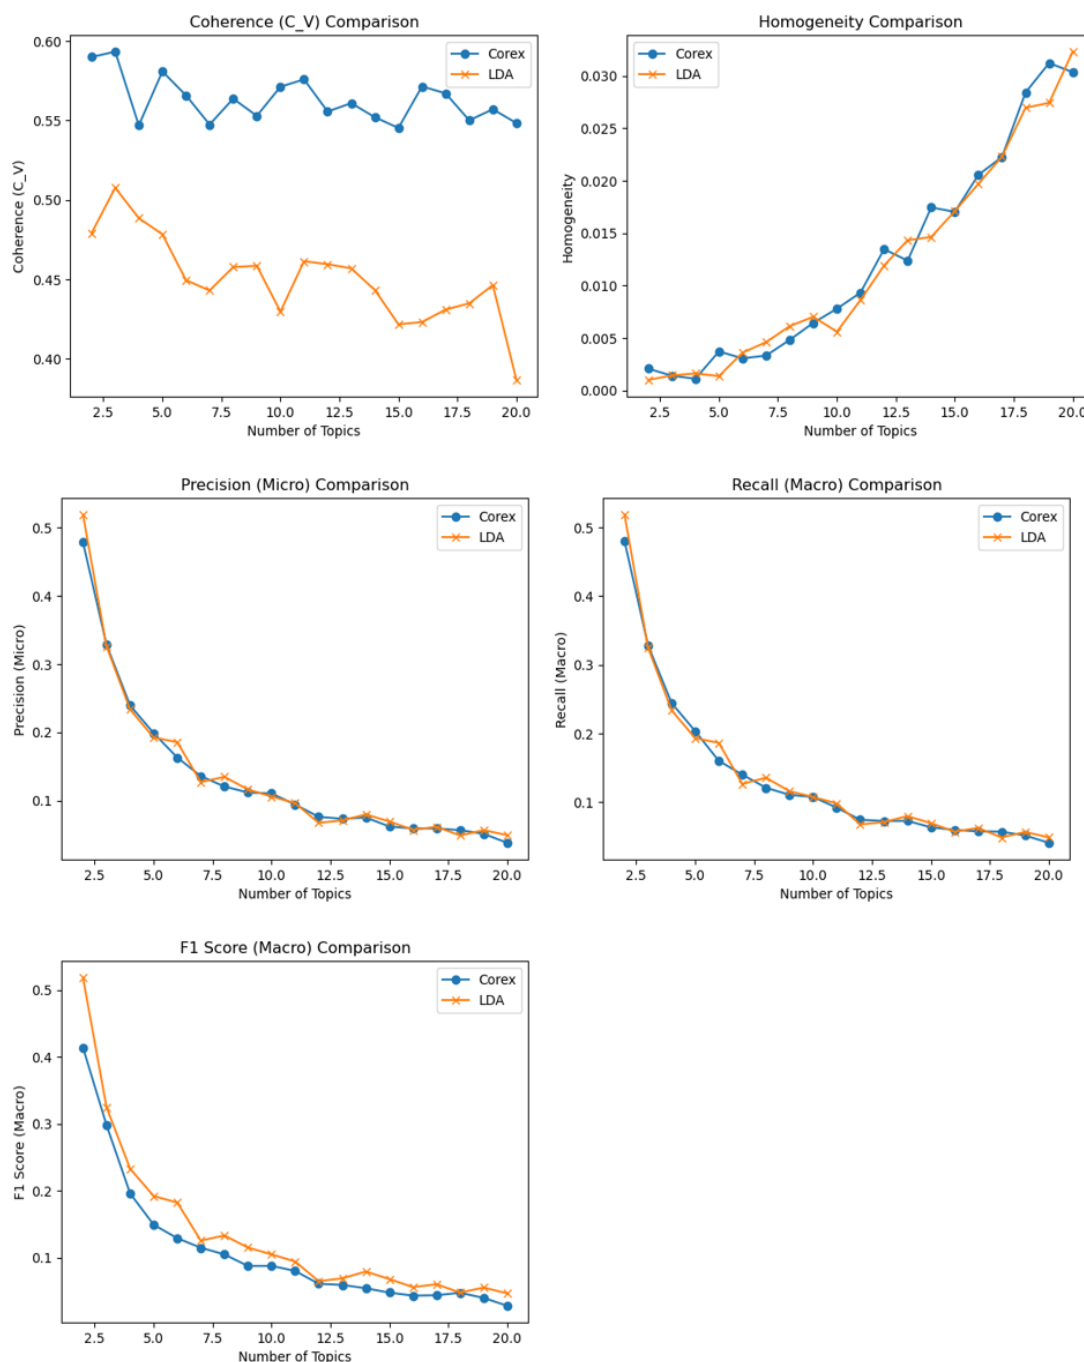 Coherence (C_V) Comparison
Coherence (C_V)
0.60
0.55
0.50
0.45
0.40
Corex
LDA
2.5 5.0 7.5 10.0 12.5 15.0 17.5 20.0
Number of Topics
Homogeneity Comparison
Homogeneity
0.030
0.025
0.020
0.015
0.010
0.005
0.000
Corex
LDA
2.5 5.0 7.5 10.0 12.5 15.0 17.5 20.0
Number of Topics
Precision (Micro) Comparison
Precision (Micro)
0.5
0.4
0.3
0.2
0.1
Corex
LDA
2.5 5.0 7.5 10.0 12.5 15.0 17.5 20.0
Number of Topics
Recall (Macro) Comparison
Recall (Macro)
0.5
0.4
0.3
0.2
0.1
Corex
LDA
2.5 5.0 7.5 10.0 12.5 15.0 17.5 20.0
Number of Topics
F1 Score (Macro) Comparison
F1 Score (Macro)
0.5
0.4
0.3
0.2
0.1
Corex
LDA
2.5 5.0 7.5 10.0 12.5 15.0 17.5 20.0
Number of Topics